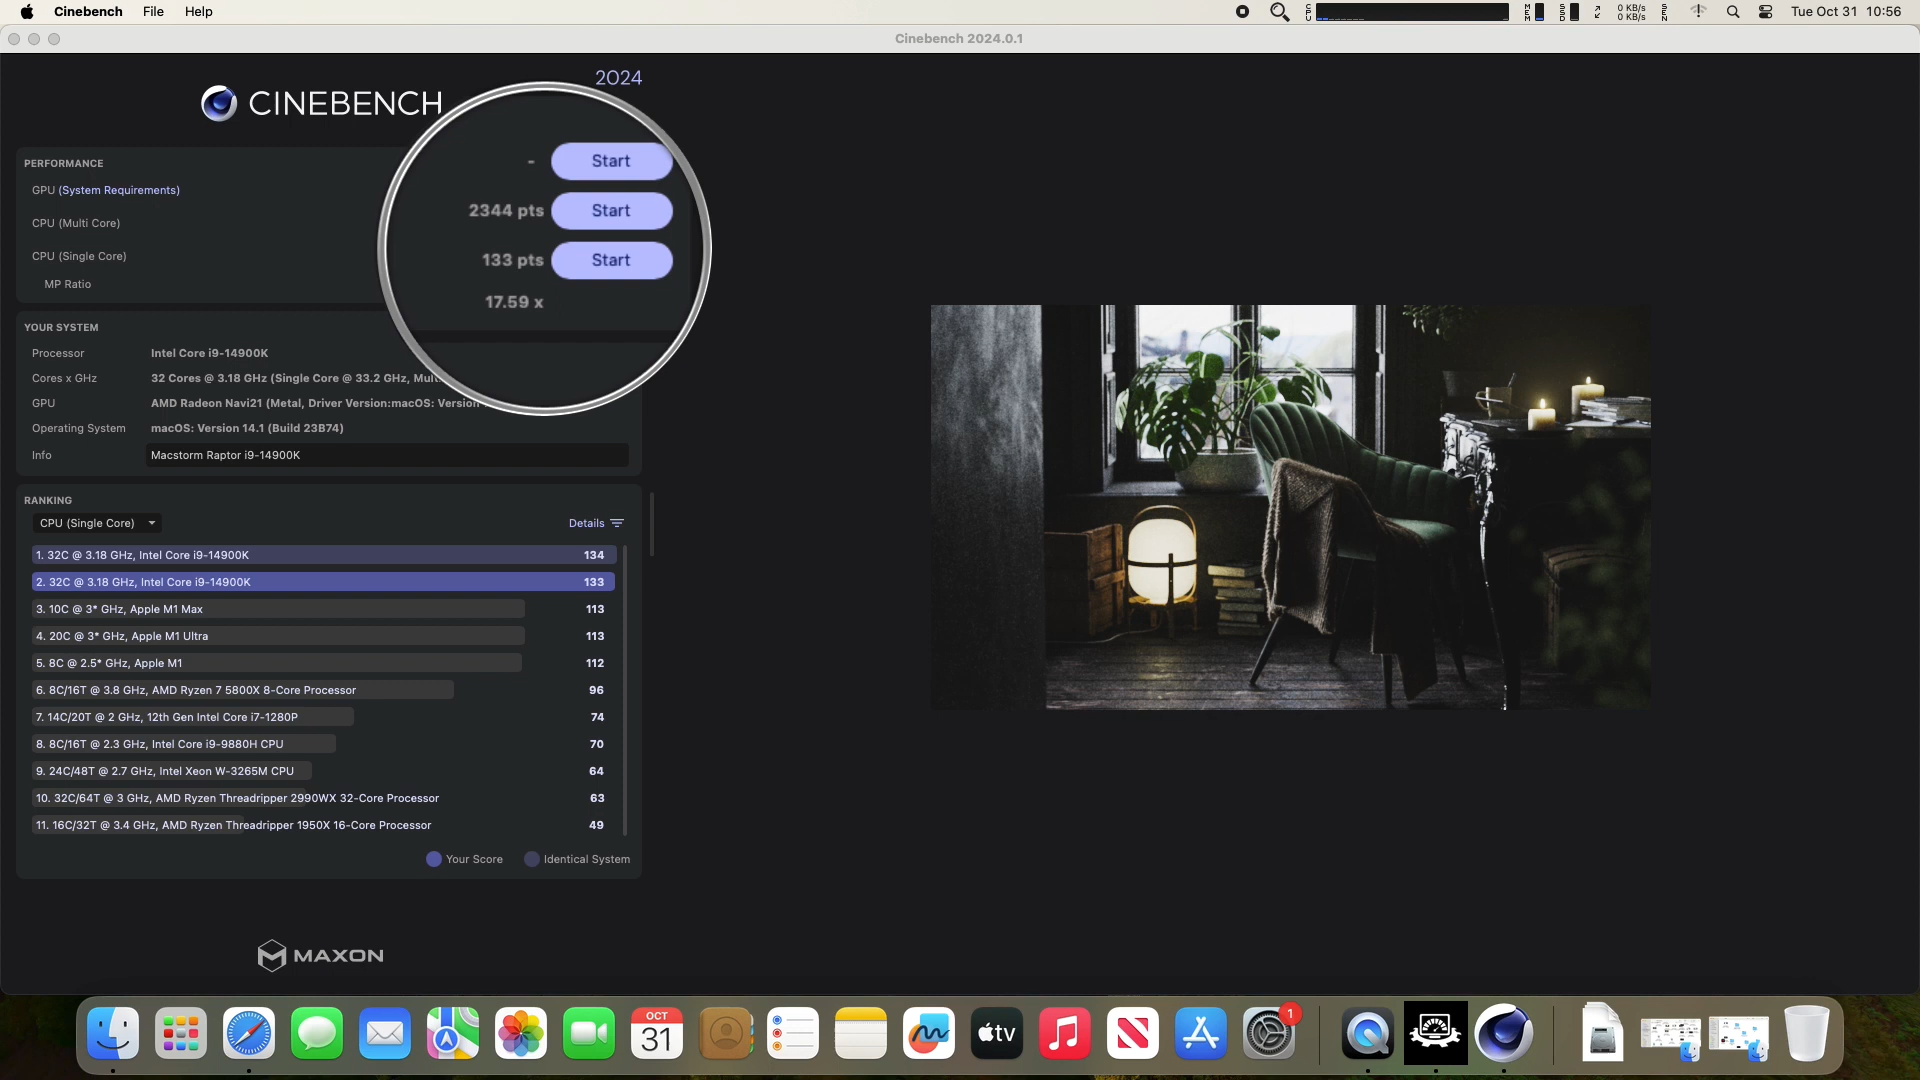 Cinebench File Help
CPU
MEM
SSD
0 KB/s
0 KB/s
SEN
Tue Oct 31 10:56
Cinebench 2024.0.1
2024
CINEBENCH
PERFORMANCE
GPU (System Requirements) - Start
CPU (Multi Core) 2344 pts Start
CPU (Single Core) 133 pts Start
MP Ratio 17.59 x
YOUR SYSTEM
Processor Intel Core i9-14900K
Cores x GHz 32 Cores @ 3.18 GHz (Single Core @ 33.2 GHz,
GPU AMD Radeon Navi21 (Metal, Driver Version:macOS: Version
Operating System macOS: Version 14.1 (Build 23B74)
Info Macstorm Raptor i9-14900K
RANKING
CPU (Single Core) Details
1. 32C @ 3.18 GHz, Intel Core i9-14900K 134
2. 32C @ 3.18 GHz, Intel Core i9-14900K 133
3. 10C @ 3* GHz, Apple M1 Max 113
4. 20C @ 3* GHz, Apple M1 Ultra 113
5. 8C @ 2.5* GHz, Apple M1 112
6. 8C/16T @ 3.8 GHz, AMD Ryzen 7 5800X 8-Core Processor 96
7. 14C/20T @ 2 GHz, 12th Gen Intel Core i7-1280P 74
8. 8C/16T @ 2.3 GHz, Intel Core i9-9880H CPU 70
9. 24C/48T @ 2.7 GHz, Intel Xeon W-3265M CPU 64
10. 32C/64T @ 3 GHz, AMD Ryzen Threadripper 2990WX 32-Core Processor 63
11. 16C/32T @ 3.4 GHz, AMD Ryzen Threadripper 1950X 16-Core Processor 49
Your Score Identical System
MAXON
OCT
31
tv
1